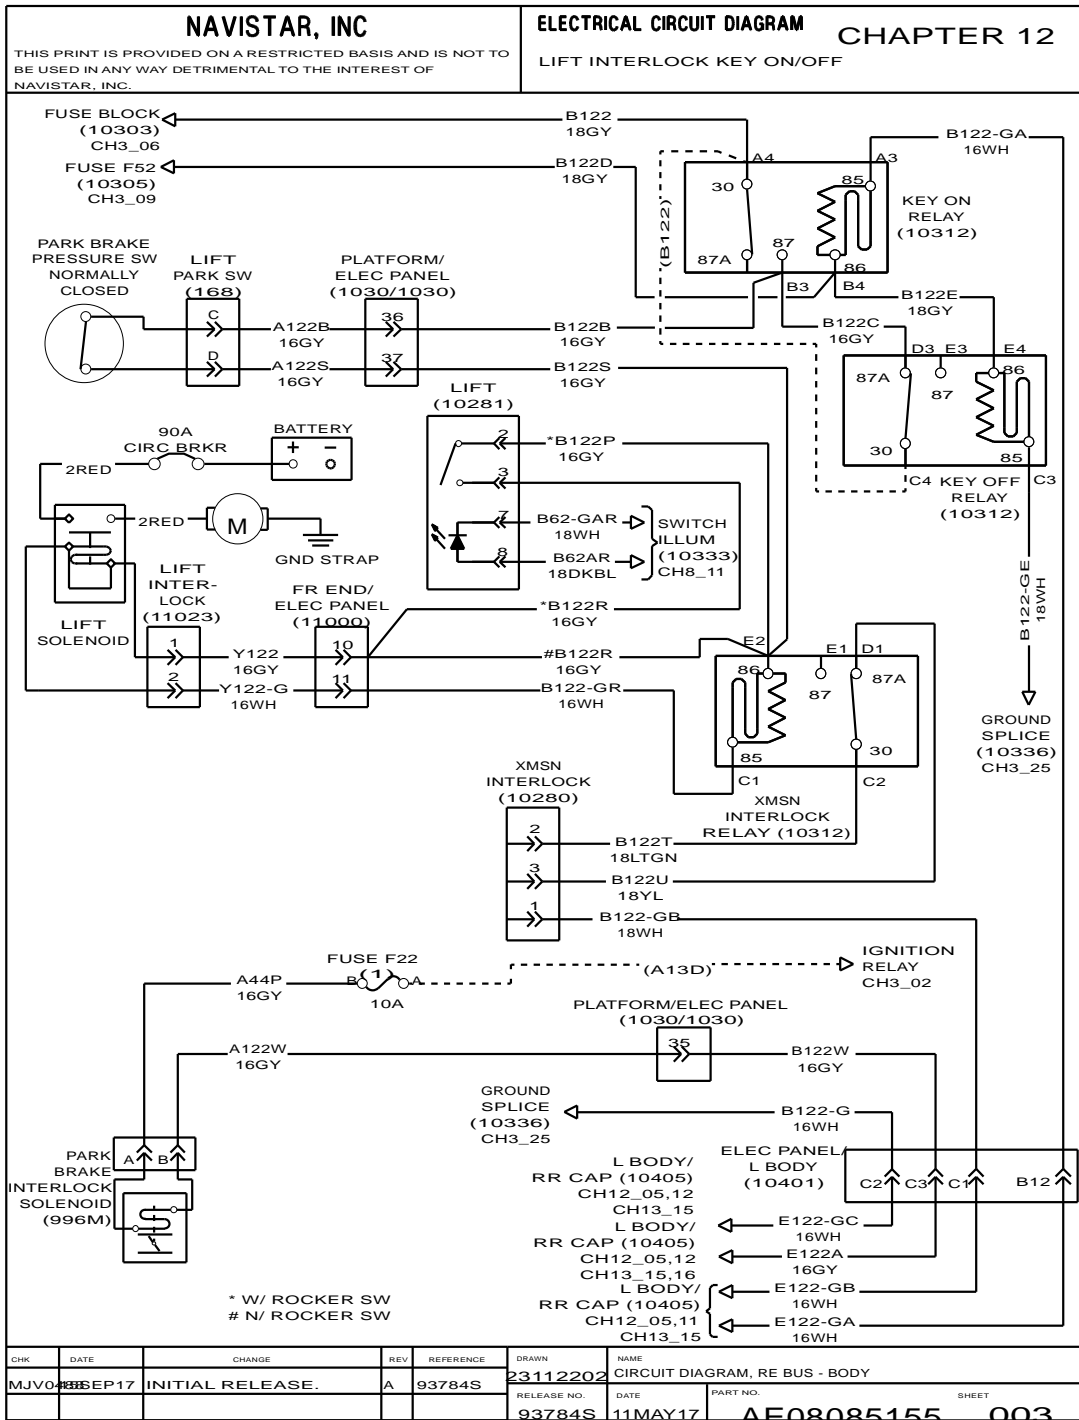 NAVISTAR, INC
THIS PRINT IS PROVIDED ON A RESTRICTED BASIS AND IS NOT TO
BE USED IN ANY WAY DETRIMENTAL TO THE INTEREST OF
NAVISTAR, INC.
ELECTRICAL CIRCUIT DIAGRAM
CHAPTER 12
LIFT INTERLOCK KEY ON/OFF
FUSE BLOCK
(10303)
CH3_06
B122
18GY
FUSE F52
(10305)
CH3_09
B122D
18GY
B122-GA
16WH
A4
A3
30
85
87
87A
86
B3
B4
(B122)
KEY ON
RELAY
(10312)
PARK BRAKE
PRESSURE SW
NORMALLY
CLOSED
LIFT
PARK SW
(168)
C
D
PLATFORM/
ELEC PANEL
(1030/1030)
36
37
A122B
16GY
A122S
16GY
B122B
16GY
B122S
16GY
B122E
18GY
B122C
16GY
D3
E3
E4
87A
87
86
30
85
C4
C3
KEY OFF
RELAY
(10312)
LIFT
(10281)
2
3
7
8
*B122P
16GY
B62-GAR
18WH
B62AR
18DKBL
SWITCH
ILLUM
(10333)
CH8_11
90A
CIRC BRKR
BATTERY
+ -
2RED
2RED
M
GND STRAP
LIFT
SOLENOID
LIFT
INTER-
LOCK
(11023)
1
2
Y122
16GY
Y122-G
16WH
FR END/
ELEC PANEL
(11000)
10
11
*B122R
16GY
#B122R
16GY
B122-GR
16WH
B122-GE
18WH
GROUND
SPLICE
(10336)
CH3_25
E2
E1
D1
86
87
87A
85
30
C1
C2
XMSN
INTERLOCK
RELAY (10312)
XMSN
INTERLOCK
(10280)
2
3
1
B122T
18LTGN
B122U
18YL
B122-GB
18WH
FUSE F22
(1)
B
A
10A
A44P
16GY
(A13D)
IGNITION
RELAY
CH3_02
PLATFORM/ELEC PANEL
(1030/1030)
35
A122W
16GY
B122W
16GY
GROUND
SPLICE
(10336)
CH3_25
B122-G
16WH
PARK
BRAKE
INTERLOCK
SOLENOID
(996M)
A
B
ELEC PANEL/
L BODY
(10401)
C2
C3
C1
B12
L BODY/
RR CAP (10405)
CH12_05,12
CH13_15
E122-GC
16WH
L BODY/
RR CAP (10405)
CH12_05,12
CH13_15,16
E122A
16GY
L BODY/
RR CAP (10405)
CH12_05,11
CH13_15
E122-GB
16WH
E122-GA
16WH
* W/ ROCKER SW
# N/ ROCKER SW
CHK
DATE
CHANGE
REV
REFERENCE
INITIAL RELEASE.
A
93784S
DRAWN
23112202
NAME
CIRCUIT DIAGRAM, RE BUS - BODY
RELEASE NO.
93784S
DATE
11MAY17
PART NO.
AE08085155
SHEET
003